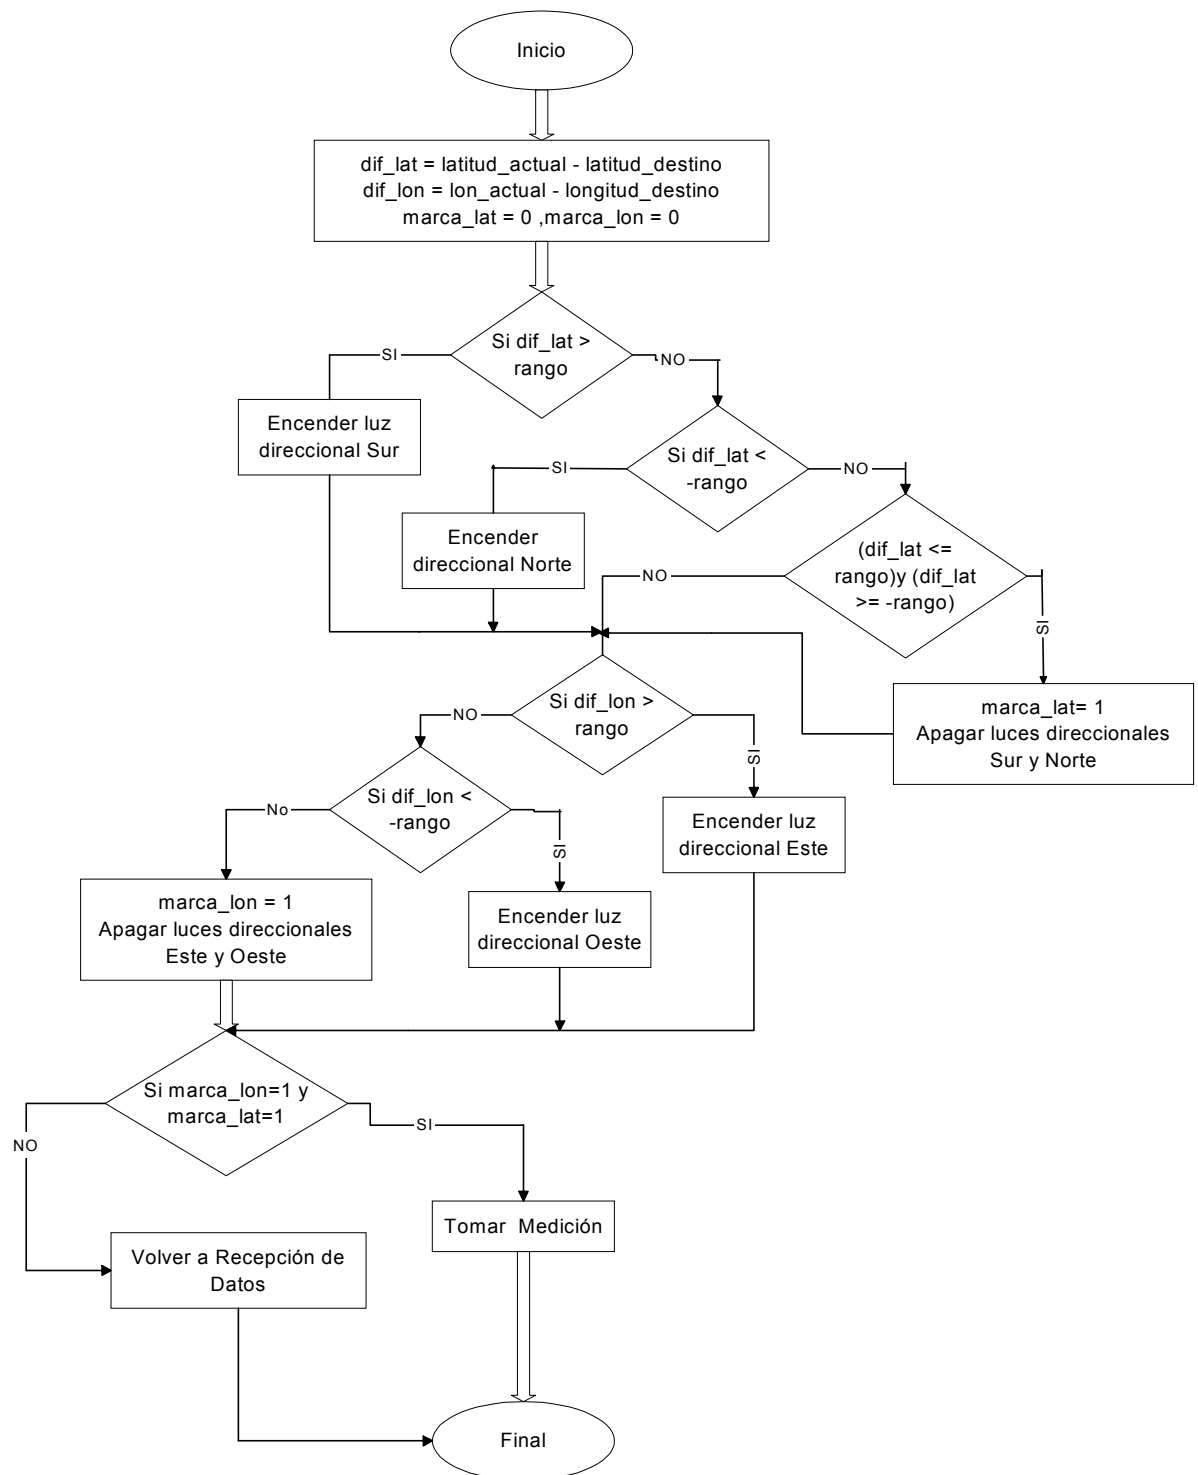 Inicio
dif_lat = latitud_actual - latitud_destino
dif_lon = lon_actual - longitud_destino
marca_lat = 0 ,marca_lon = 0
Si dif_lat >
rango
SI
NO
Encender luz
direccional Sur
Si dif_lat <
-rango
SI
NO
Encender
direccional Norte
(dif_lat <=
rango)y (dif_lat
>= -rango)
NO
SI
marca_lat= 1
Apagar luces direccionales
Sur y Norte
Si dif_lon >
rango
NO
SI
Si dif_lon <
-rango
No
SI
Encender luz
direccional Este
marca_lon = 1
Apagar luces direccionales
Este y Oeste
Encender luz
direccional Oeste
Si marca_lon=1 y
marca_lat=1
NO
SI
Tomar  Medición
Volver a Recepción de
Datos
Final